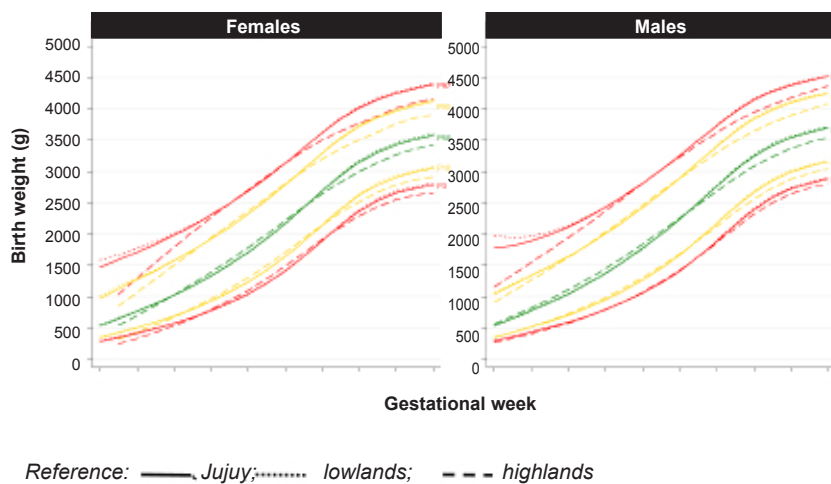 Females Males
5000 5000
4500 4500
4000 4000
3500 3500
3000 3000
2500 2500
2000 2000
1500 1500
1000 1000
500 500
0 0
Birth weight (g)
Gestational week
Reference: Jujuy; lowlands; highlands